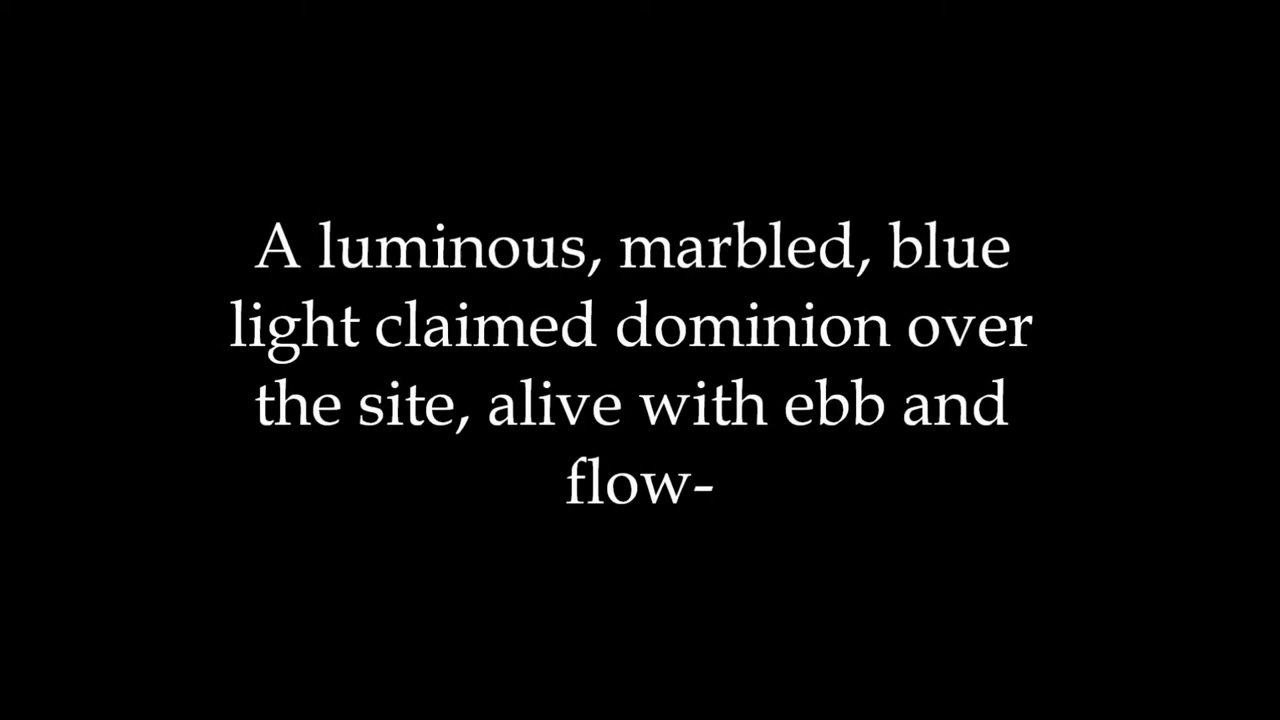 A luminous, marbled, blue
light claimed dominion over
the site, alive with ebb and
flow-